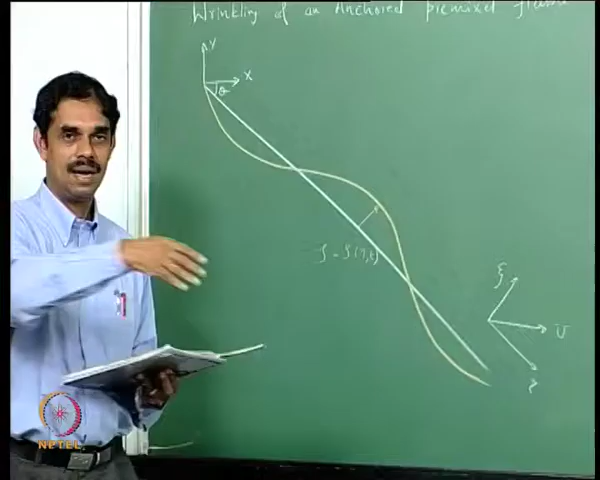 Wrinkling of an Anchored premixed flame
Y
X
θ
ξ = ξ(η,t)
ξ
U
η
NPTEL